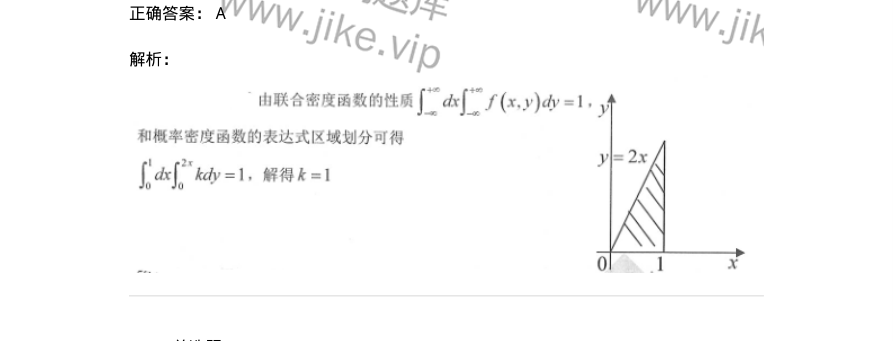 正确答案： A
www.jike.vip
www.jik
解析：
由联合密度函数的性质∫_{-∞}^{+∞}dx∫_{-∞}^{+∞}f(x,y)dy=1，
和概率密度函数的表达式区域划分可得
∫_0^1dx∫_0^{2x}kdy=1，解得k=1
y
y=2x
0 1 x